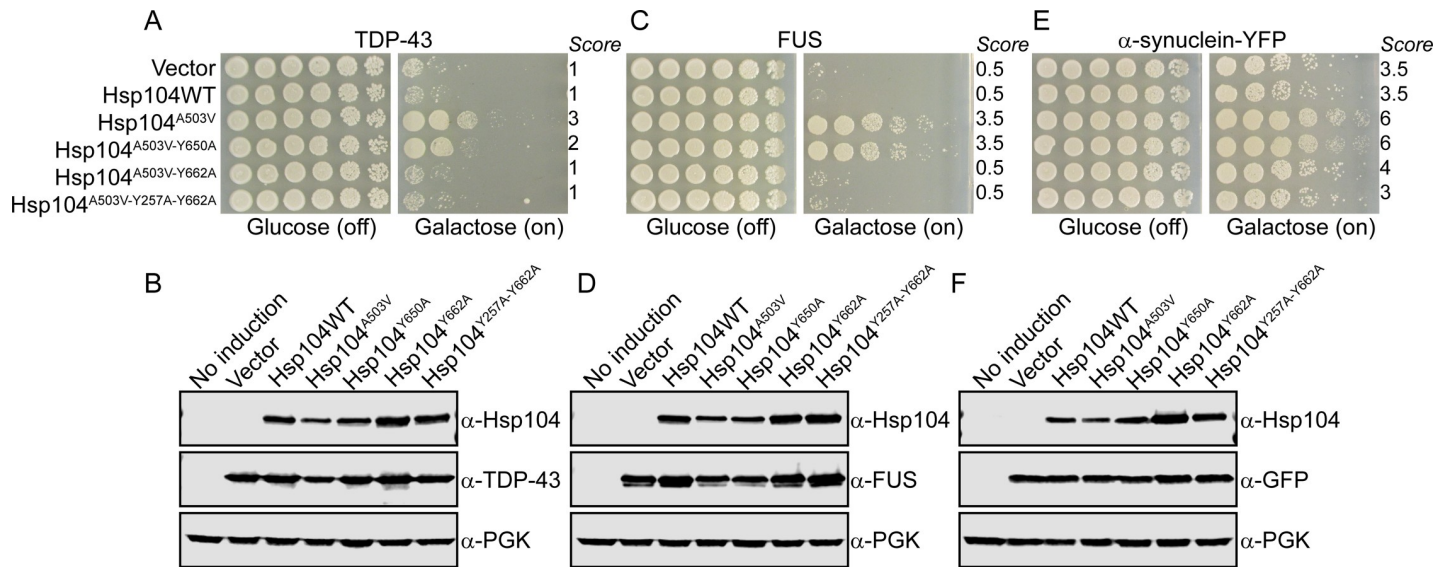 A
TDP-43
Score
Vector
1
Hsp104WT
1
Hsp104A503V
3
Hsp104A503V-Y650A
2
Hsp104A503V-Y662A
1
Hsp104A503V-Y257A-Y662A
1
Glucose (off)
Galactose (on)
C
FUS
Score
0.5
0.5
3.5
3.5
0.5
0.5
Glucose (off)
Galactose (on)
E
α-synuclein-YFP
Score
3.5
3.5
6
6
4
3
Glucose (off)
Galactose (on)
B
No induction
Vector
Hsp104WT
Hsp104A503V
Hsp104Y650A
Hsp104Y662A
Hsp104Y257A-Y662A
α-Hsp104
α-TDP-43
α-PGK
D
No induction
Vector
Hsp104WT
Hsp104A503V
Hsp104Y650A
Hsp104Y662A
Hsp104Y257A-Y662A
α-Hsp104
α-FUS
α-PGK
F
No induction
Vector
Hsp104WT
Hsp104A503V
Hsp104Y650A
Hsp104Y662A
Hsp104Y257A-Y662A
α-Hsp104
α-GFP
α-PGK